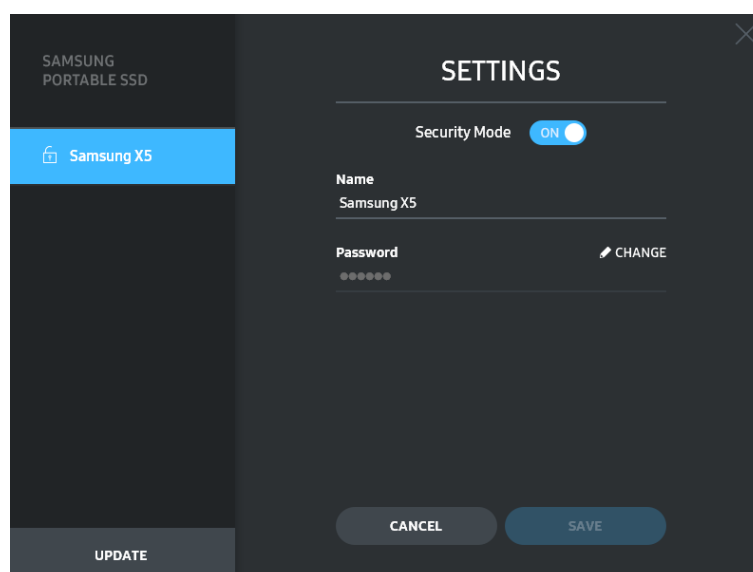 SAMSUNG
PORTABLE SSD
Samsung X5
UPDATE
SETTINGS
Security Mode ON
Name
Samsung X5
Password CHANGE
●●●●●●
CANCEL SAVE